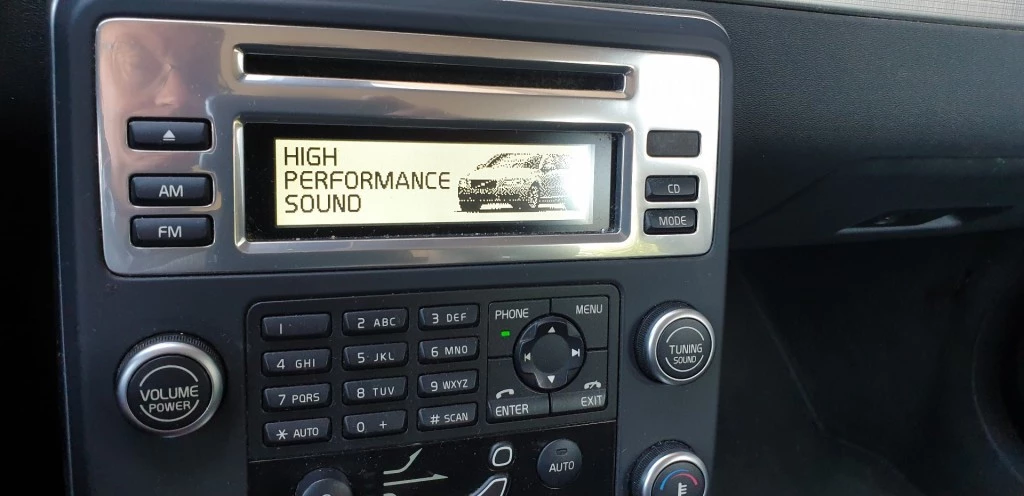 HIGH
PERFORMANCE
SOUND
AM
FM
CD
MODE
1
2 ABC
3 DEF
4 GHI
5 JKL
6 MNO
7 PQRS
8 TUV
9 WXYZ
* AUTO
0 +
# SCAN
PHONE
MENU
ENTER
EXIT
VOLUME
POWER
TUNING
SOUND
AUTO